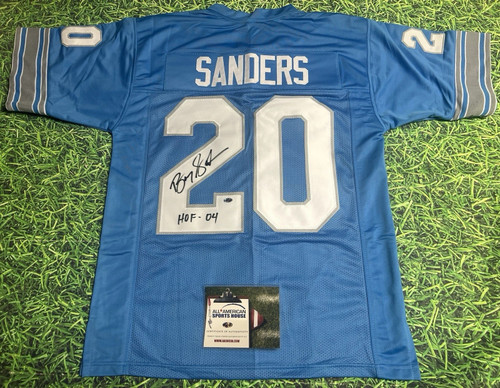 20
20
SANDERS
20
HOF-04
ALL AMERICAN
SPORTS HOUSE